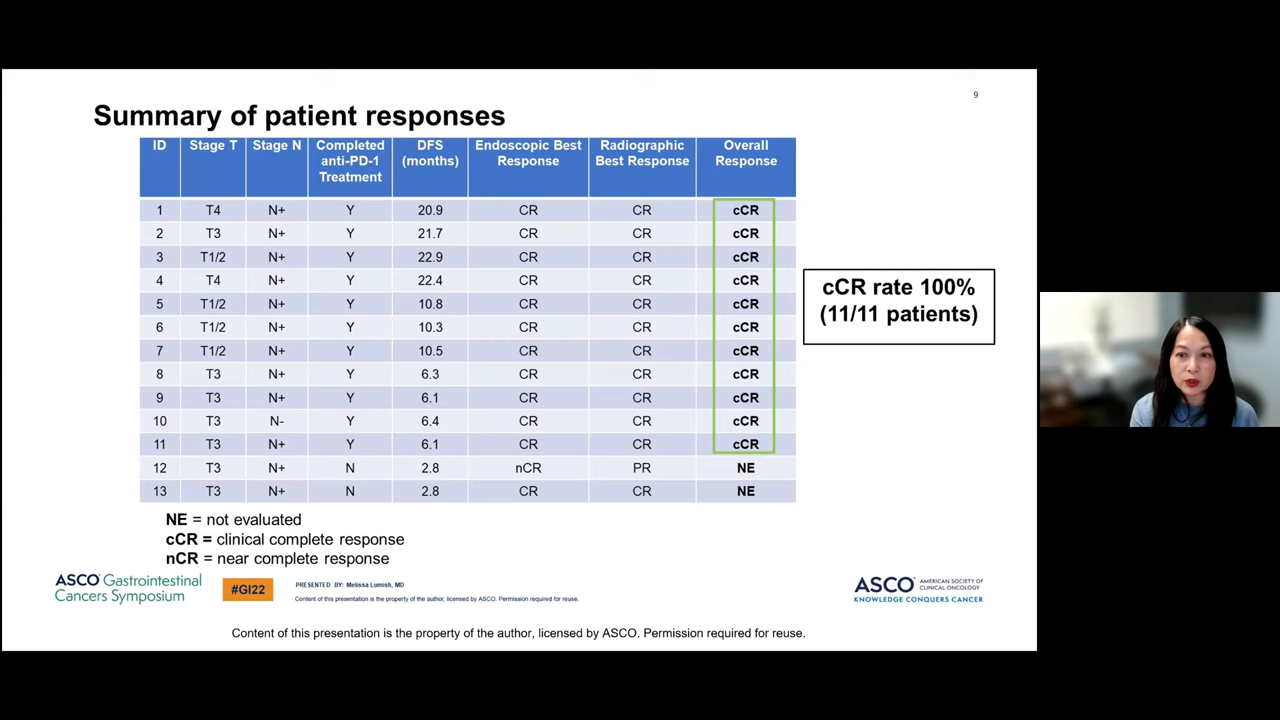 9
Summary of patient responses
ID Stage T Stage N Completed anti-PD-1 Treatment DFS (months) Endoscopic Best Response Radiographic Best Response Overall Response
1 T4 N+ Y 20.9 CR CR cCR
2 T3 N+ Y 21.7 CR CR cCR
3 T1/2 N+ Y 22.9 CR CR cCR
4 T4 N+ Y 22.4 CR CR cCR
5 T1/2 N+ Y 10.8 CR CR cCR
6 T1/2 N+ Y 10.3 CR CR cCR
7 T1/2 N+ Y 10.5 CR CR cCR
8 T3 N+ Y 6.3 CR CR cCR
9 T3 N+ Y 6.1 CR CR cCR
10 T3 N- Y 6.4 CR CR cCR
11 T3 N+ Y 6.1 CR CR cCR
12 T3 N+ N 2.8 nCR PR NE
13 T3 N+ N 2.8 CR CR NE
cCR rate 100%
(11/11 patients)
NE = not evaluated
cCR = clinical complete response
nCR = near complete response
ASCO Gastrointestinal
Cancers Symposium
#GI22
PRESENTED BY: Melissa Lumish, MD
Content of this presentation is the property of the author, licensed by ASCO. Permission required for reuse.
ASCO AMERICAN SOCIETY OF
CLINICAL ONCOLOGY
KNOWLEDGE CONQUERS CANCER
Content of this presentation is the property of the author, licensed by ASCO. Permission required for reuse.